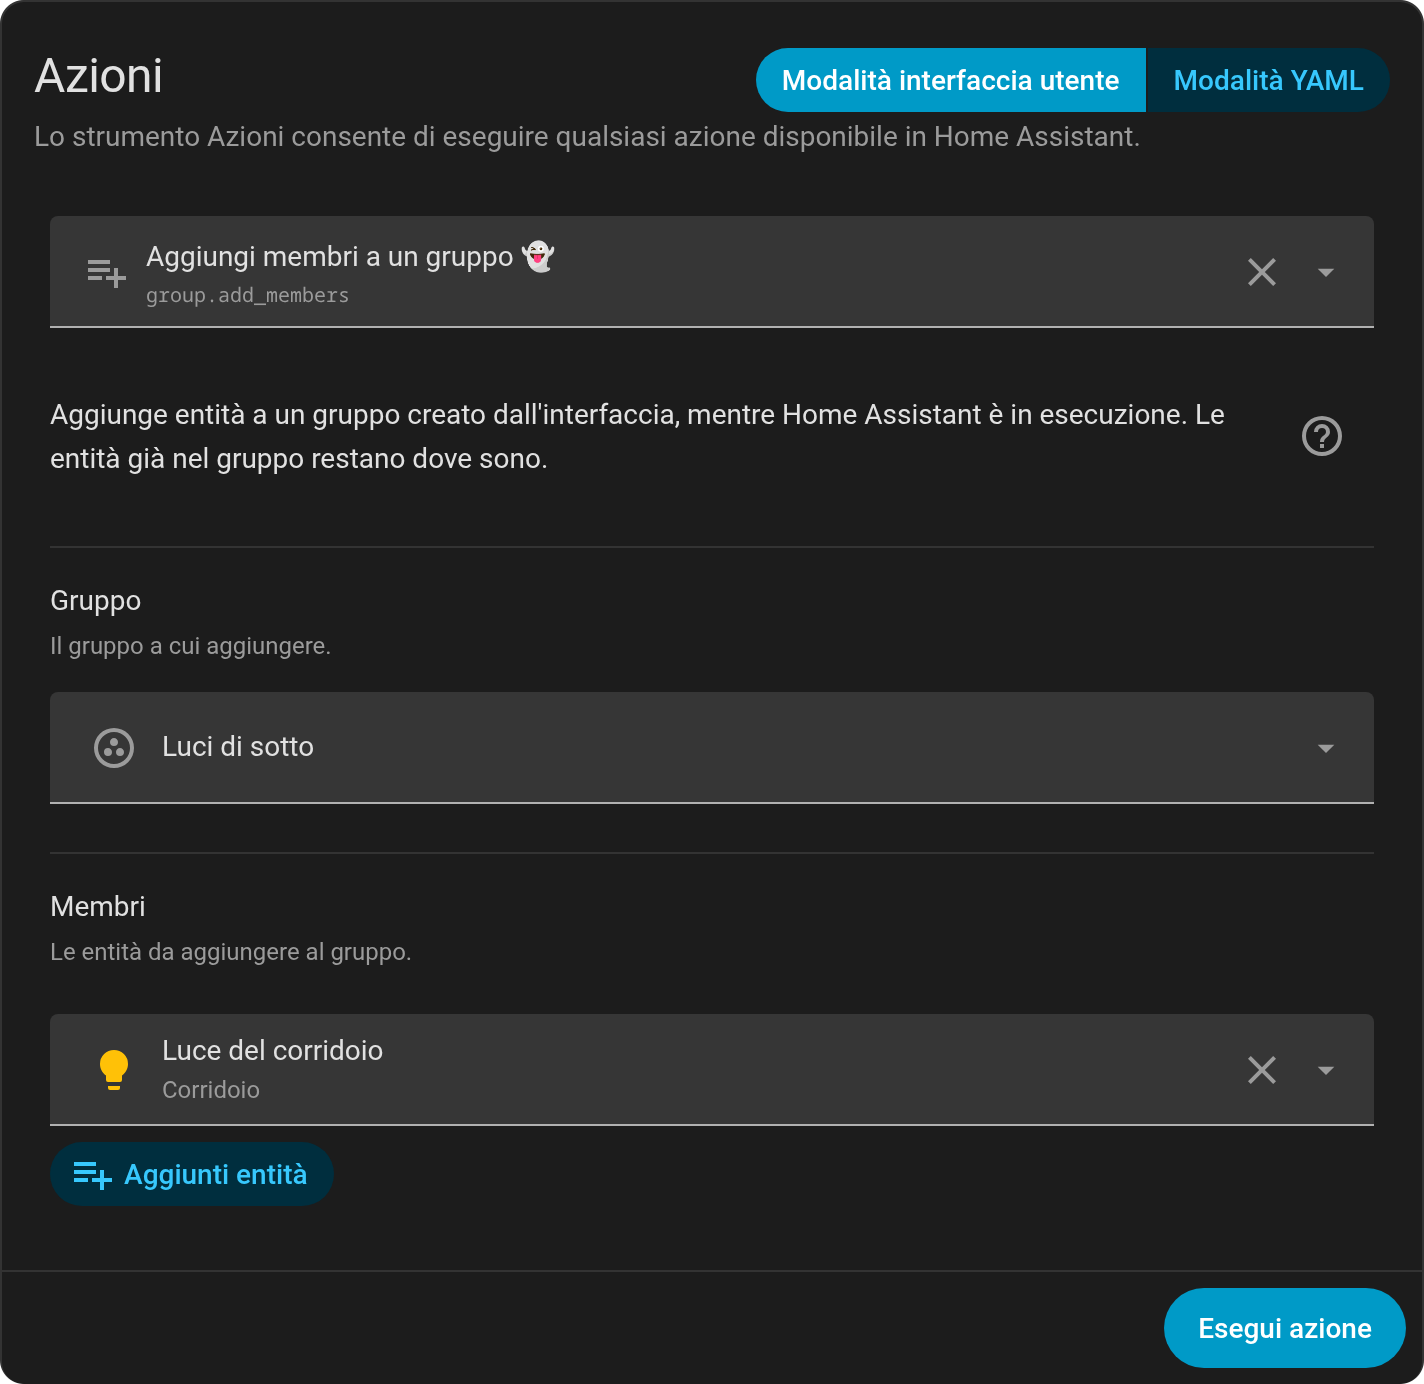 Azioni
Modalità interfaccia utente
Modalità YAML
Lo strumento Azioni consente di eseguire qualsiasi azione disponibile in Home Assistant.
Aggiungi membri a un gruppo 👻
group.add_members
Aggiunge entità a un gruppo creato dall'interfaccia, mentre Home Assistant è in esecuzione. Le
entità già nel gruppo restano dove sono.
Gruppo
Il gruppo a cui aggiungere.
Luci di sotto
Membri
Le entità da aggiungere al gruppo.
Luce del corridoio
Corridoio
Aggiunti entità
Esegui azione